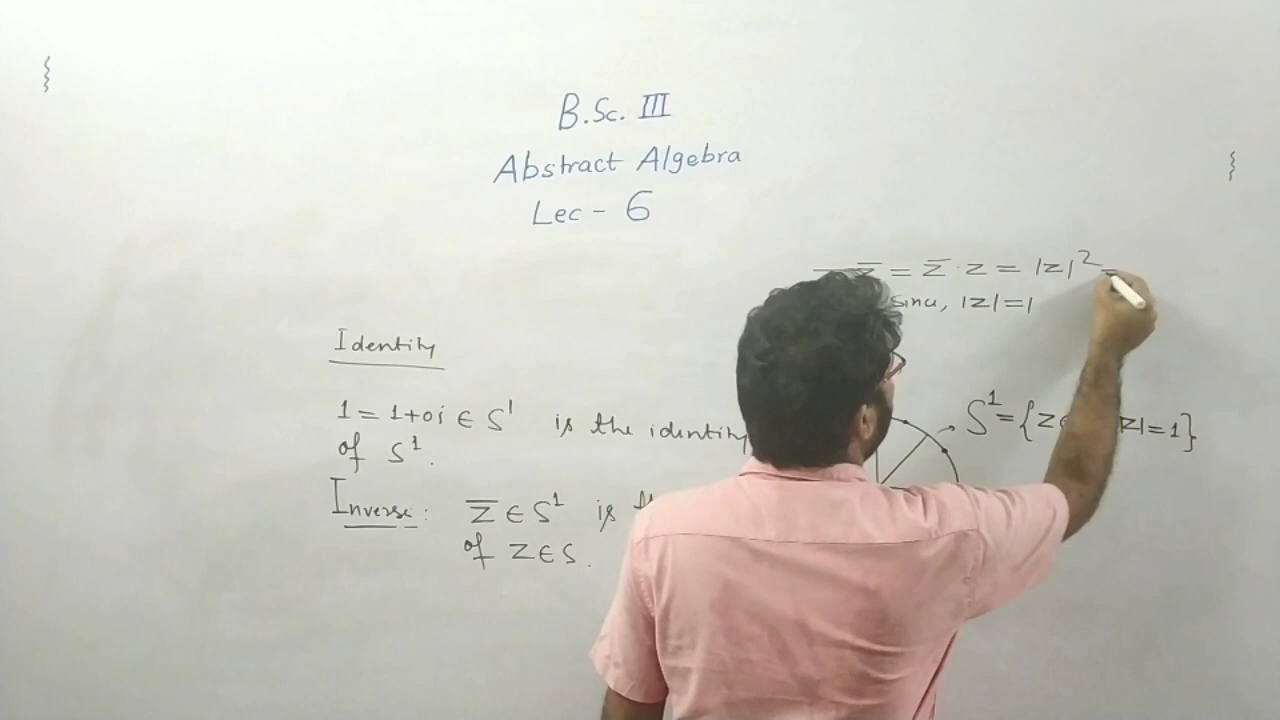 B.Sc. III
Abstract Algebra
Lec - 6
z̅ = z̅ · z = |z|² =
since, |z|=1
Identity
1 = 1+0i ∈ S¹ is the identity
of S¹.
S¹={z |z|=1}
Inverse: z̅ ∈ S¹ is
of z ∈ S.